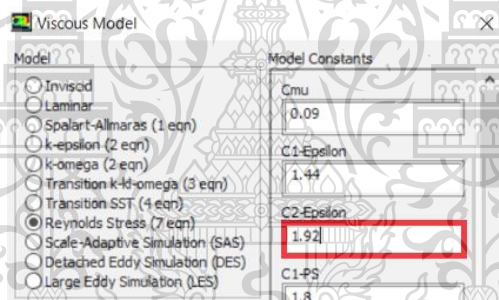 Viscous Model
Model
Inviscid
Laminar
Spalart-Allmaras (1 eqn)
k-epsilon (2 eqn)
k-omega (2 eqn)
Transition k-kl-omega (3 eqn)
Transition SST (4 eqn)
Reynolds Stress (7 eqn)
Scale-Adaptive Simulation (SAS)
Detached Eddy Simulation (DES)
Large Eddy Simulation (LES)
Model Constants
Cmu
0.09
C1-Epsilon
1.44
C2-Epsilon
1.92
C1-PS
1.8